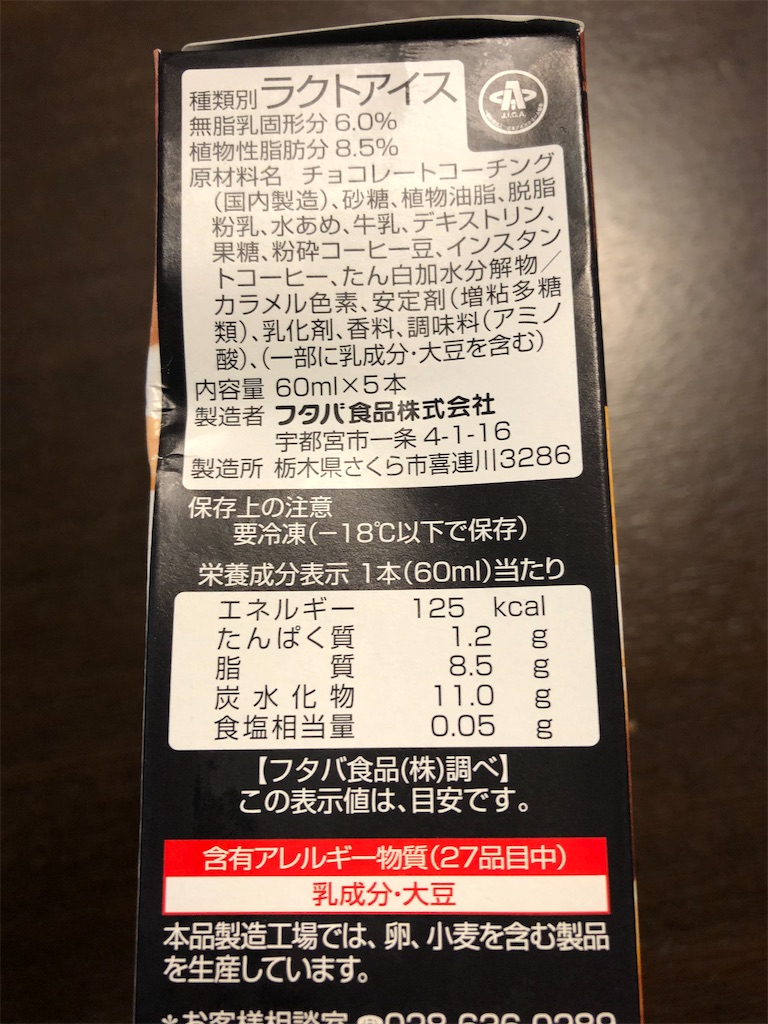 種類別 ラクトアイス
J.I.C.A.
無脂乳固形分 6.0%
植物性脂肪分 8.5%
原材料名 チョコレートコーチング
(国内製造)、砂糖、植物油脂、脱脂
粉乳、水あめ、牛乳、デキストリン、
果糖、粉砕コーヒー豆、インスタン
トコーヒー、たん白加水分解物/
カラメル色素、安定剤(増粘多糖
類)、乳化剤、香料、調味料(アミノ
酸)、(一部に乳成分・大豆を含む)
内容量 60ml×5本
製造者 フタバ食品株式会社
宇都宮市一条 4-1-16
製造所 栃木県さくら市喜連川3286
保存上の注意
要冷凍(−18℃以下で保存)
栄養成分表示 1本(60ml)当たり
エネルギー 125 kcal
たんぱく質 1.2 g
脂質 8.5 g
炭水化物 11.0 g
食塩相当量 0.05 g
【フタバ食品(株)調べ】
この表示値は、目安です。
含有アレルギー物質(27品目中)
乳成分・大豆
本品製造工場では、卵、小麦を含む製品
を生産しています。
*お客様相談室 ☎028-626-0289